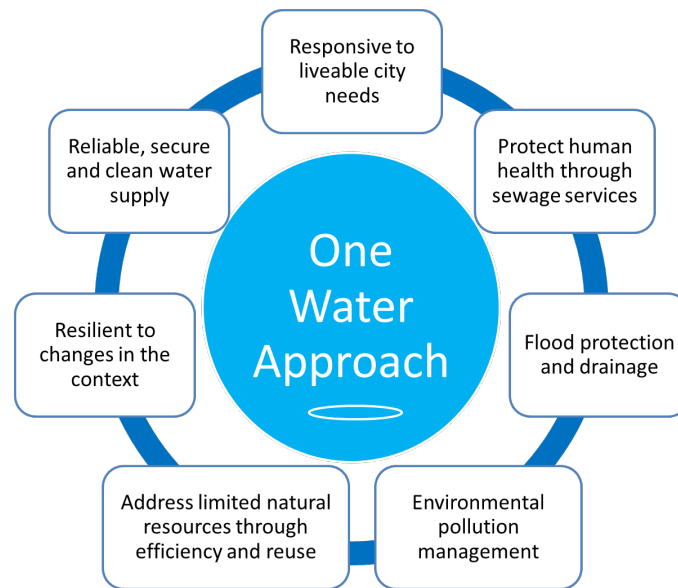 Responsive to
liveable city
needs
Protect human
health through
sewage services
Flood protection
and drainage
Environmental
pollution
management
Address limited natural
resources through
efficiency and reuse
Resilient to
changes in the
context
Reliable, secure
and clean water
supply
One
Water
Approach